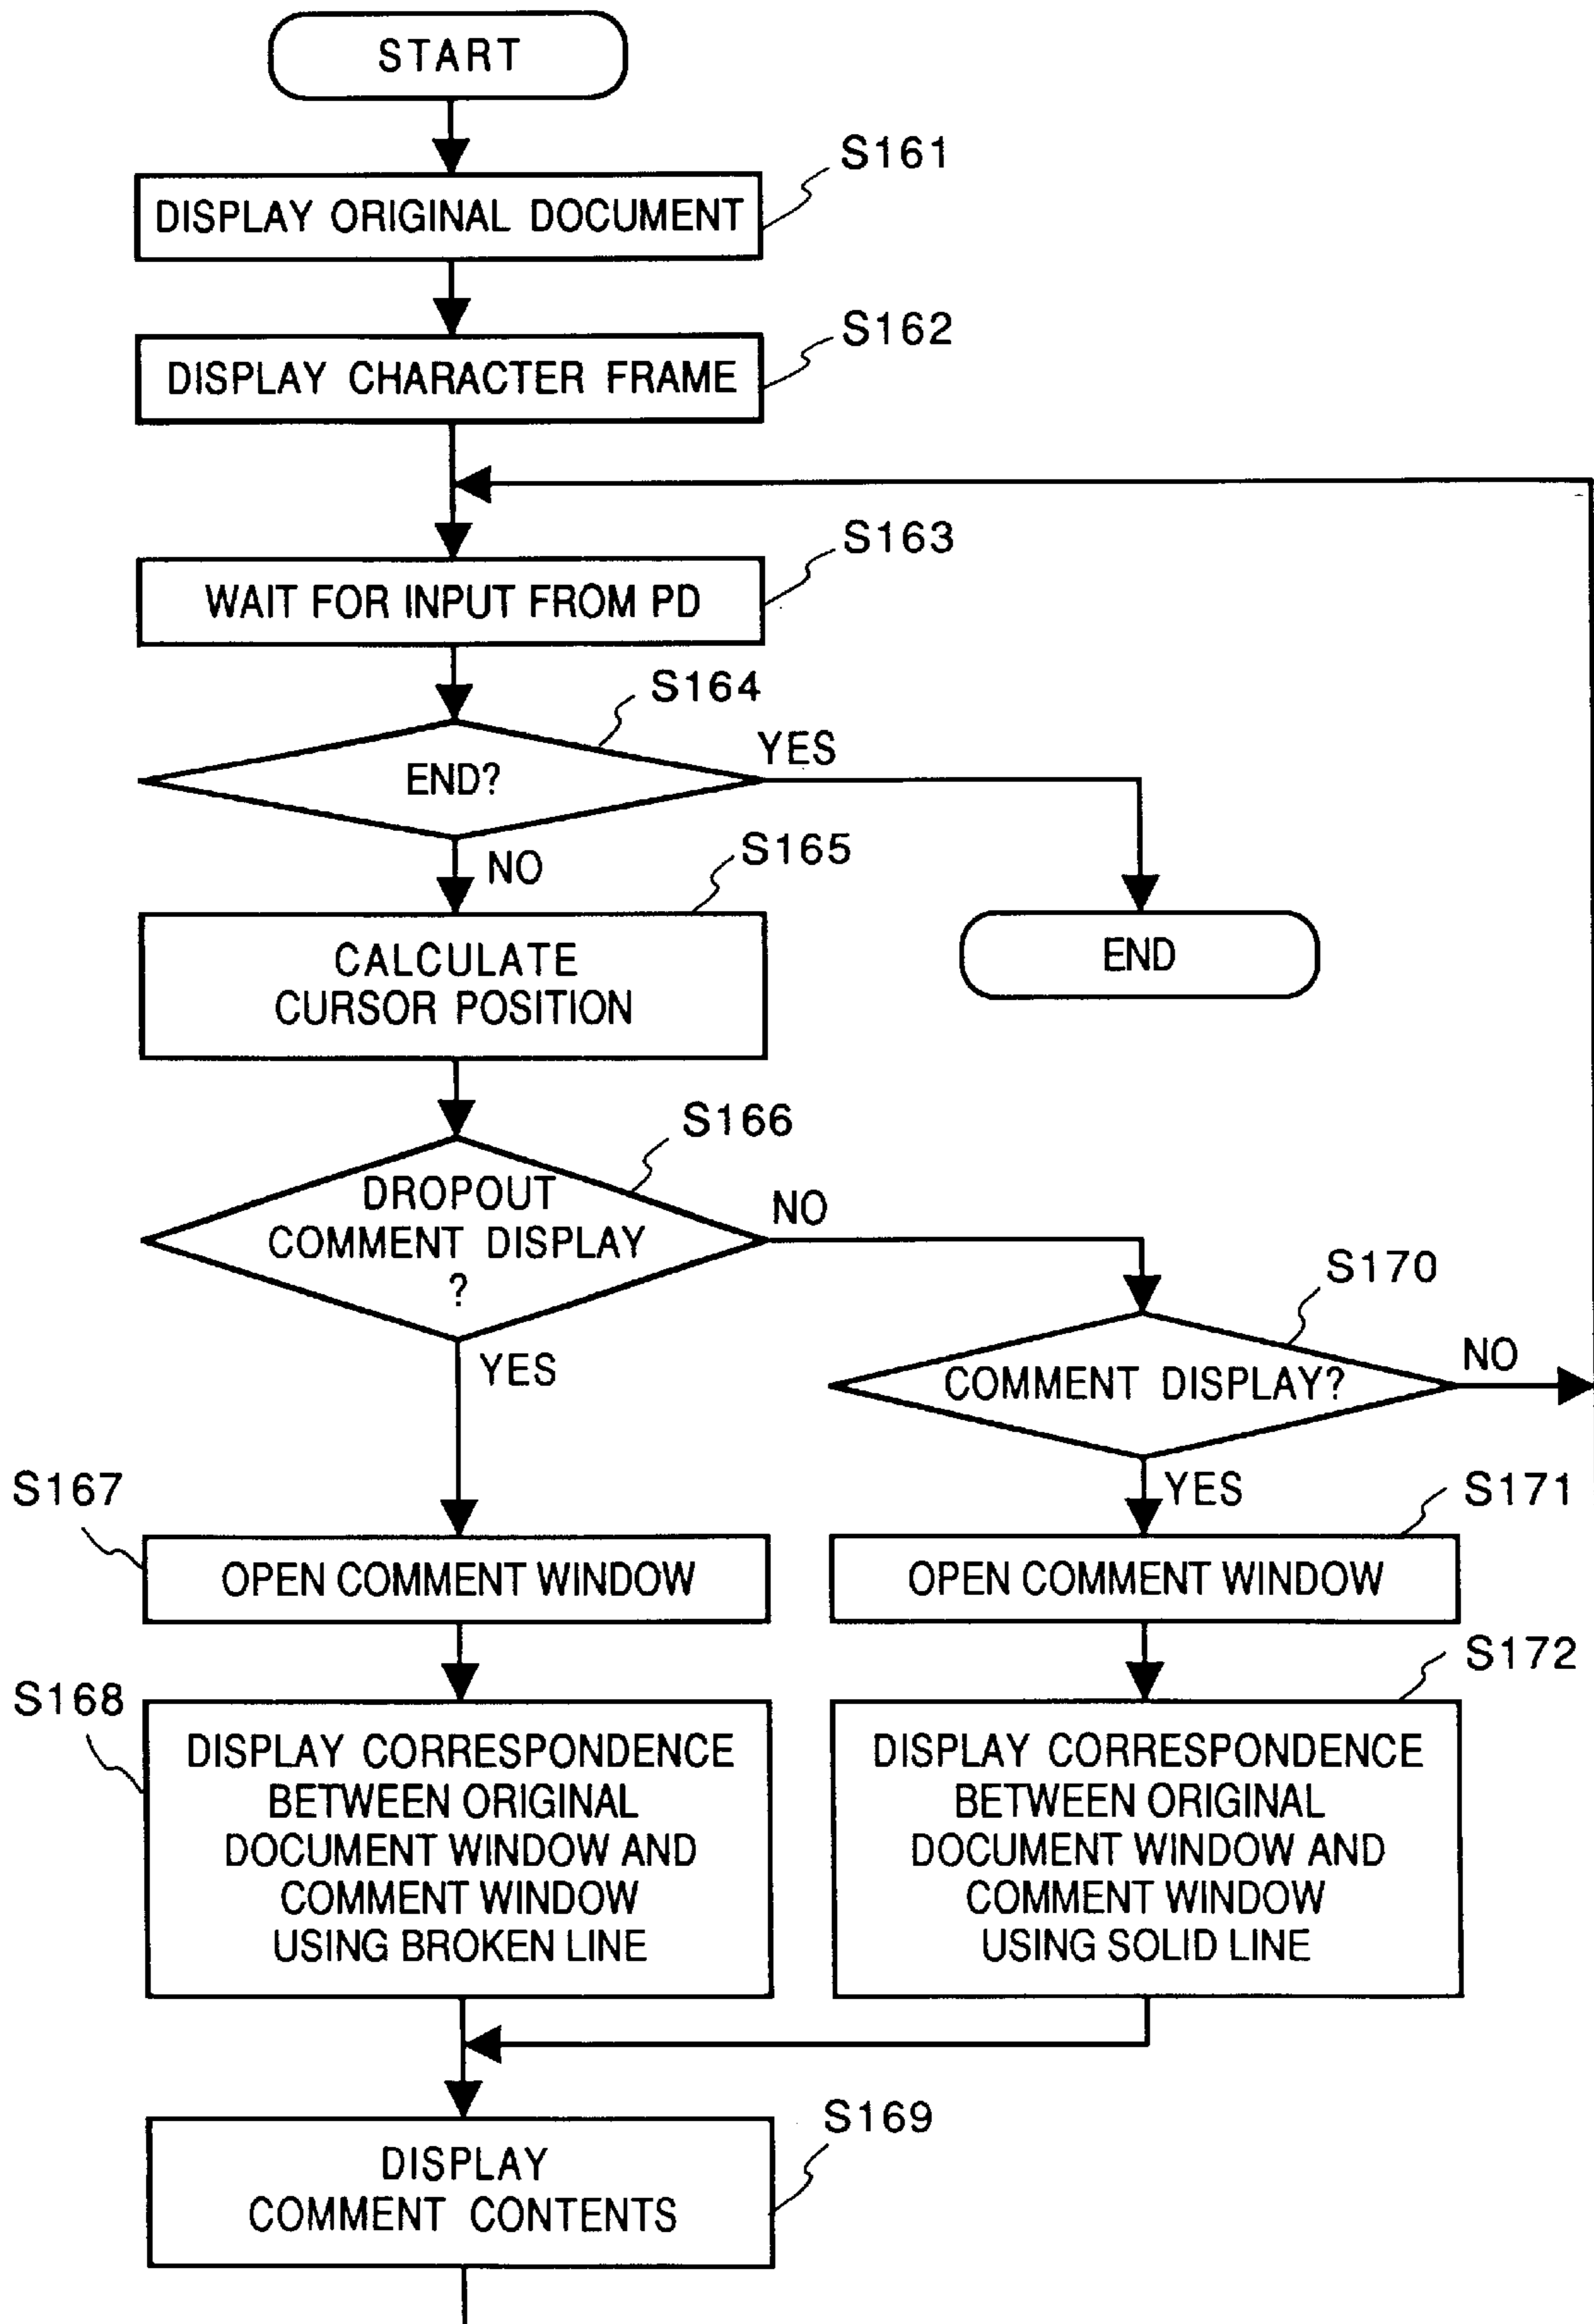 START
S161
DISPLAY ORIGINAL DOCUMENT
S162
DISPLAY CHARACTER FRAME
S163
WAIT FOR INPUT FROM PD
S164
END?
YES
NO
S165
CALCULATE
CURSOR POSITION
END
S166
DROPOUT
COMMENT DISPLAY
?
NO
YES
S170
COMMENT DISPLAY?
NO
YES
S167
OPEN COMMENT WINDOW
S171
OPEN COMMENT WINDOW
S168
DISPLAY CORRESPONDENCE
BETWEEN ORIGINAL
DOCUMENT WINDOW AND
COMMENT WINDOW
USING BROKEN LINE
S172
DISPLAY CORRESPONDENCE
BETWEEN ORIGINAL
DOCUMENT WINDOW AND
COMMENT WINDOW
USING SOLID LINE
S169
DISPLAY
COMMENT CONTENTS